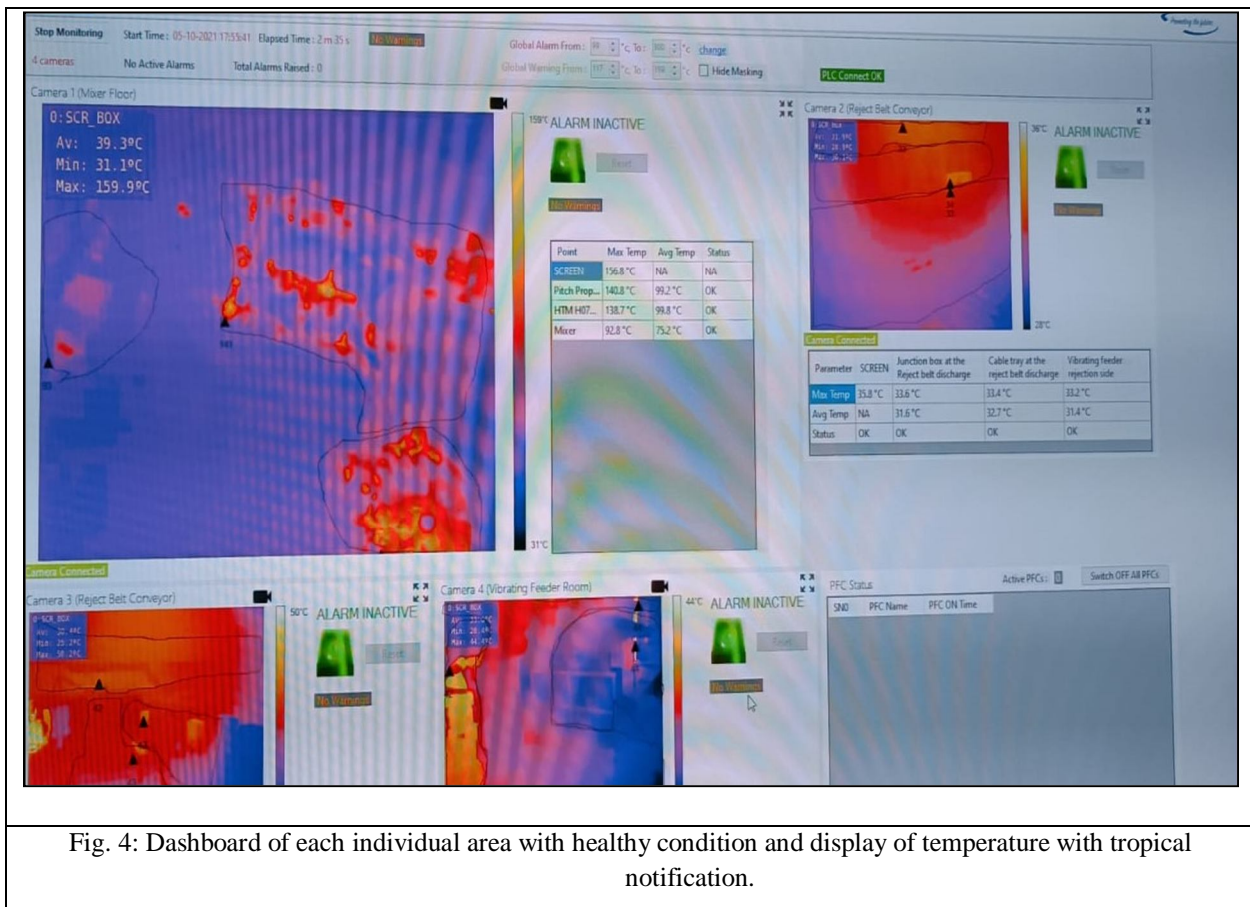 Stop Monitoring
Start Time : 05-10-2021 17:55:41 Elapsed Time : 2 m 35 s
No Warnings
Global Alarm From : °c, To : °c change
4 cameras
No Active Alarms
Total Alarms Raised : 0
Global Warning From : °c, To : °c Hide Masking
PLC Connect OK
Camera 1 (Mixer Floor)
0:SCR_BOX
Av: 39.3ºC
Min: 31.1ºC
Max: 159.9ºC
159°C
31°C
ALARM INACTIVE
Reset
No Warnings
Point Max Temp Avg Temp Status
SCREEN 156.8 °C NA NA
Pitch Prop... 140.8 °C 99.2 °C OK
HTM H07... 138.7 °C 99.8 °C OK
Mixer 92.8 °C 75.2 °C OK
Camera Connected
Camera 2 (Reject Belt Conveyor)
0:SCR_BOX
36°C
28°C
ALARM INACTIVE
Reset
No Warnings
Camera Connected
Parameter SCREEN Junction box at the Reject belt discharge Cable tray at the reject belt discharge Vibrating feeder rejection side
Max Temp 35.8 °C 33.6 °C 33.4 °C 33.2 °C
Avg Temp NA 31.6 °C 32.7 °C 31.4 °C
Status OK OK OK OK
Camera 3 (Reject Belt Conveyor)
0:SCR_BOX
50°C
ALARM INACTIVE
Reset
No Warnings
Camera 4 (Vibrating Feeder Room)
0:SCR_BOX
44°C
ALARM INACTIVE
Reset
No Warnings
PFC Status
Active PFCs :
Switch OFF All PFCs
SN0 PFC Name PFC ON Time
Fig. 4: Dashboard of each individual area with healthy condition and display of temperature with tropical
notification.